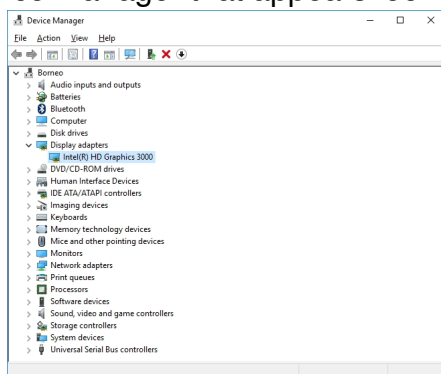 Device Manager
File Action View Help
Borneo
Audio inputs and outputs
Batteries
Bluetooth
Computer
Disk drives
Display adapters
Intel(R) HD Graphics 3000
DVD/CD-ROM drives
Human Interface Devices
IDE ATA/ATAPI controllers
Imaging devices
Keyboards
Memory technology devices
Mice and other pointing devices
Monitors
Network adapters
Print queues
Processors
Software devices
Sound, video and game controllers
Storage controllers
System devices
Universal Serial Bus controllers